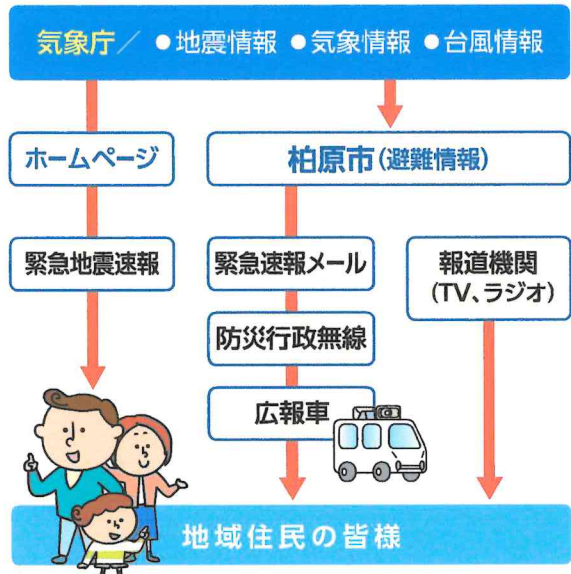 気象庁／ ●地震情報 ●気象情報 ●台風情報
ホームページ
柏原市(避難情報)
緊急地震速報
緊急速報メール
報道機関
(TV、ラジオ)
防災行政無線
広報車
地域住民の皆様